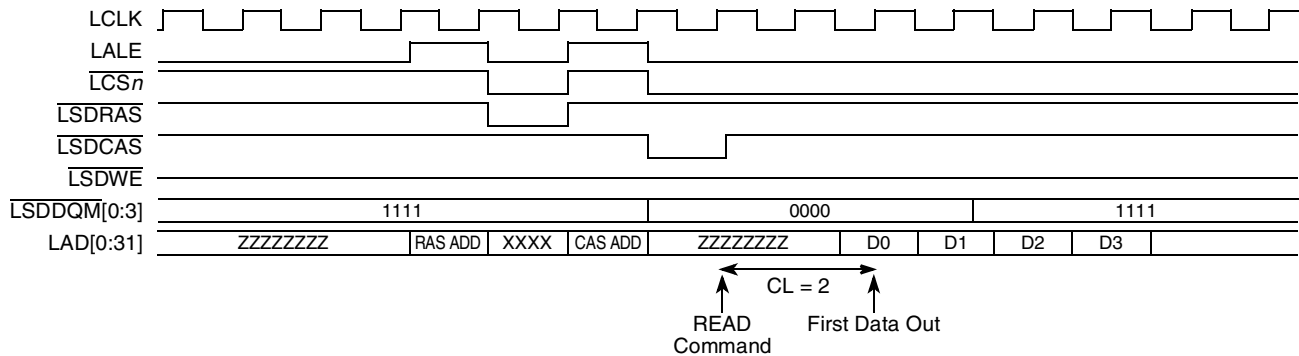 LCLK
LALE
LCSn
LSDRAS
LSDCAS
LSDWE
LSDDQM[0:3] 1111 0000 1111
LAD[0:31] ZZZZZZZZ RAS ADD XXXX CAS ADD ZZZZZZZZ D0 D1 D2 D3
CL = 2
READ First Data Out
Command